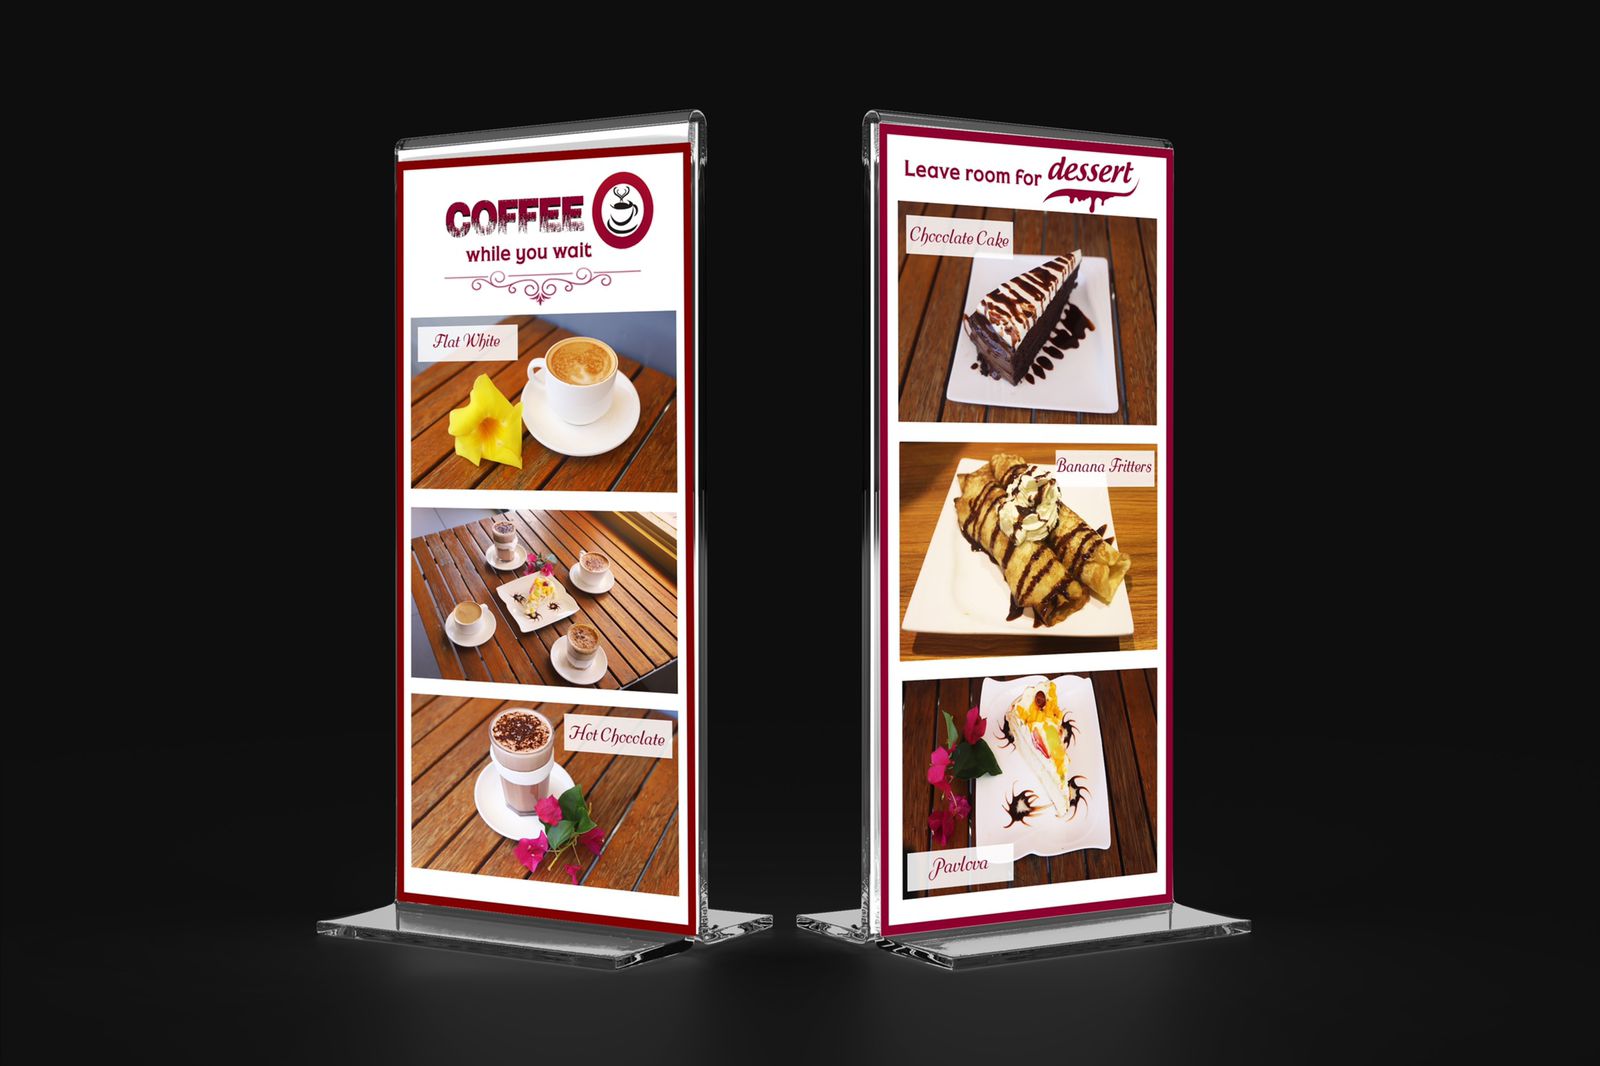 COFFEE
while you wait
Flat White
Hot Chocolate
Leave room for dessert
Chocolate Cake
Banana Fritters
Pavlova